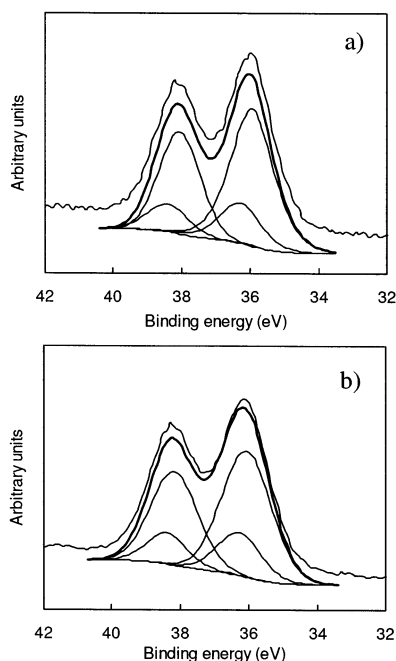 a)
Arbitrary units
42 40 38 36 34 32
Binding energy (eV)
b)
Arbitrary units
42 40 38 36 34 32
Binding energy (eV)